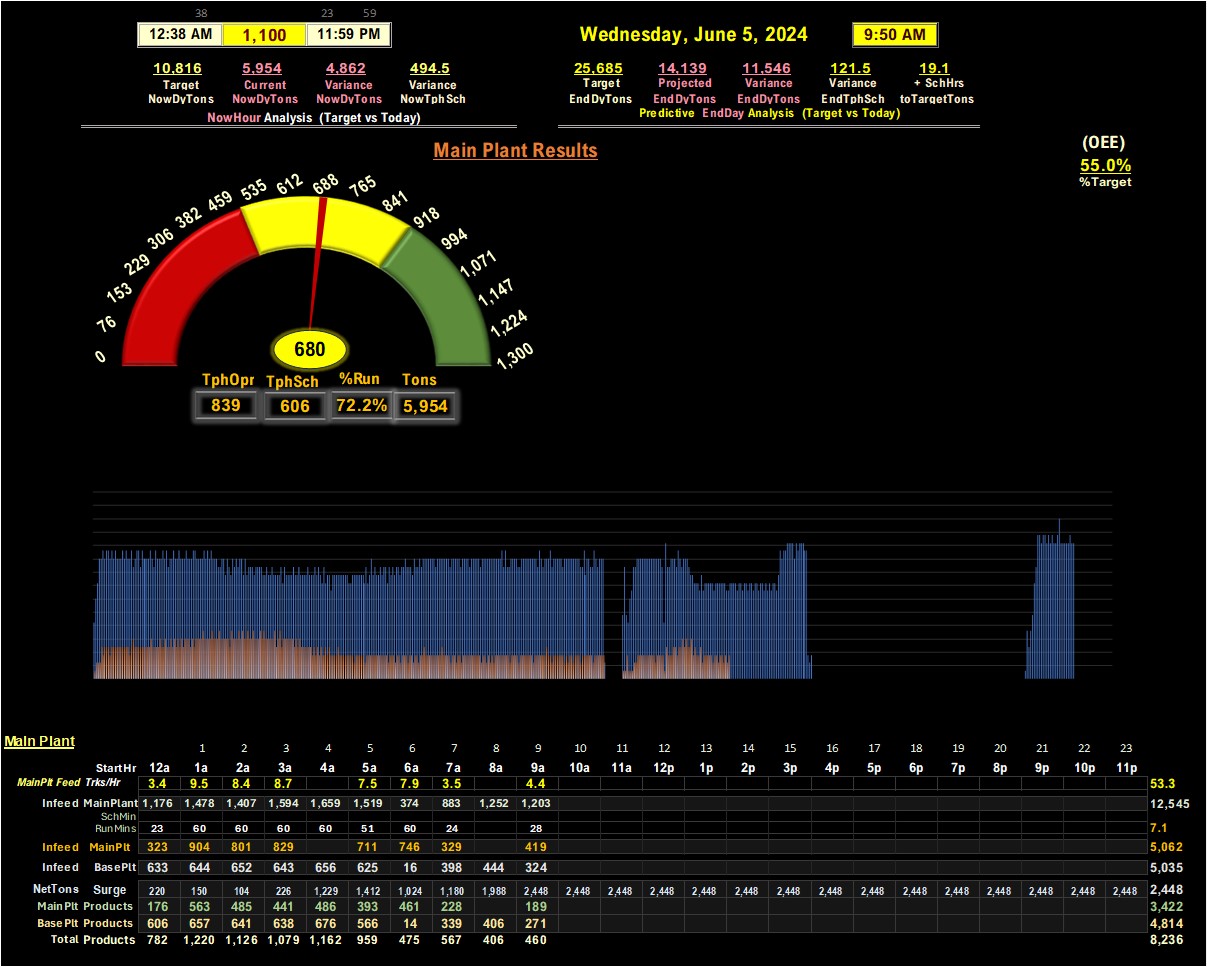 38 23 59
12:38 AM 1,100 11:59 PM Wednesday, June 5, 2024 9:50 AM
10,816 5,954 4,862 494.5 25,685 14,139 11,546 121.5 19.1
Target Current Variance Variance Target Projected Variance Variance + SchHrs
NowDyTons NowDyTons NowDyTons NowTphSch EndDyTons EndDyTons EndDyTons EndTphSch toTargetTons
NowHour Analysis (Target vs Today) Predictive EndDay Analysis (Target vs Today)
Main Plant Results
(OEE)
55.0%
%Target
0 76 153 229 306 382 459 535 612 688 765 841 918 994 1,071 1,147 1,224 1,300
680
TphOpr TphSch %Run Tons
839 606 72.2% 5,954
Main Plant
1 2 3 4 5 6 7 8 9 10 11 12 13 14 15 16 17 18 19 20 21 22 23
StartHr 12a 1a 2a 3a 4a 5a 6a 7a 8a 9a 10a 11a 12p 1p 2p 3p 4p 5p 6p 7p 8p 9p 10p 11p
MainPlt Feed Trks/Hr 3.4 9.5 8.4 8.7 7.5 7.9 3.5 4.4 53.3
Infeed MainPlant 1,176 1,478 1,407 1,594 1,659 1,519 374 883 1,252 1,203 12,545
SchMin
RunMins 23 60 60 60 60 51 60 24 28 7.1
Infeed MainPlt 323 904 801 829 711 746 329 419 5,062
Infeed BasePlt 633 644 652 643 656 625 16 398 444 324 5,035
NetTons Surge 220 150 104 226 1,229 1,412 1,024 1,180 1,988 2,448 2,448 2,448 2,448 2,448 2,448 2,448 2,448 2,448 2,448 2,448 2,448 2,448 2,448 2,448 2,448
MainPlt Products 176 563 485 441 486 393 461 228 189 3,422
BasePlt Products 606 657 641 638 676 566 14 339 406 271 4,814
Total Products 782 1,220 1,126 1,079 1,162 959 475 567 406 460 8,236